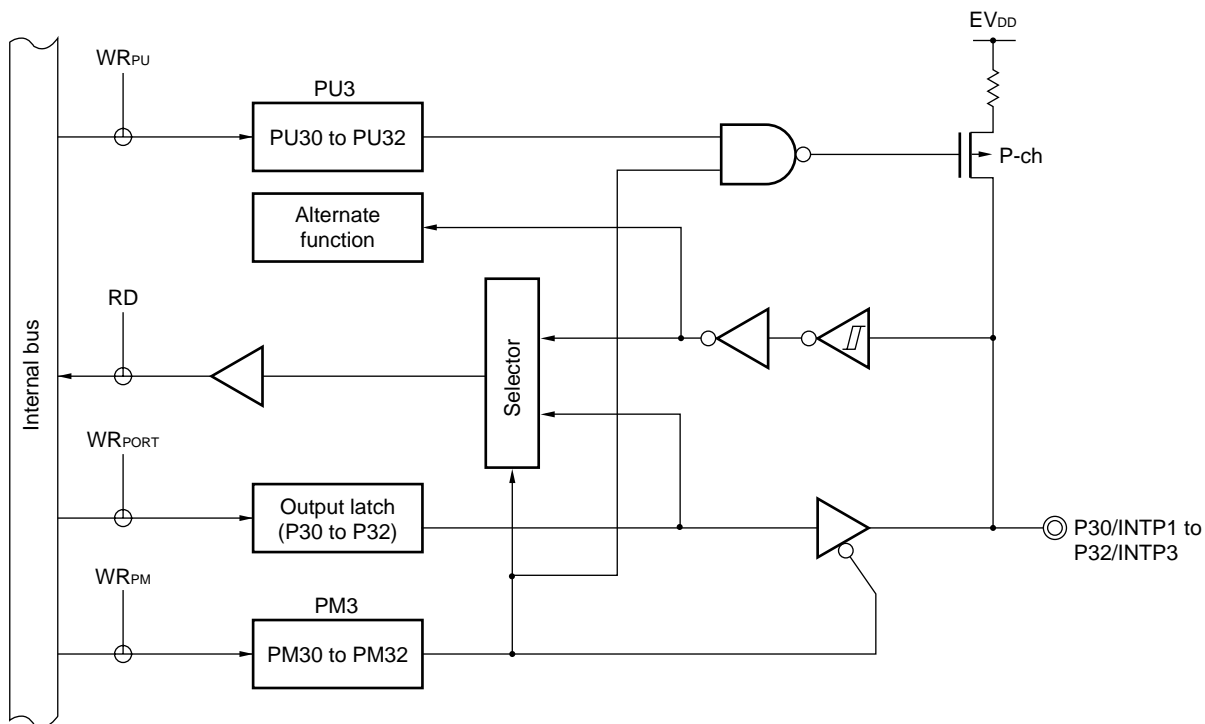 EVDD
WRPU
PU3
PU30 to PU32
P-ch
Alternate
function
RD
Internal bus
Selector
WRPORT
Output latch
(P30 to P32)
P30/INTP1 to
P32/INTP3
WRPM
PM3
PM30 to PM32